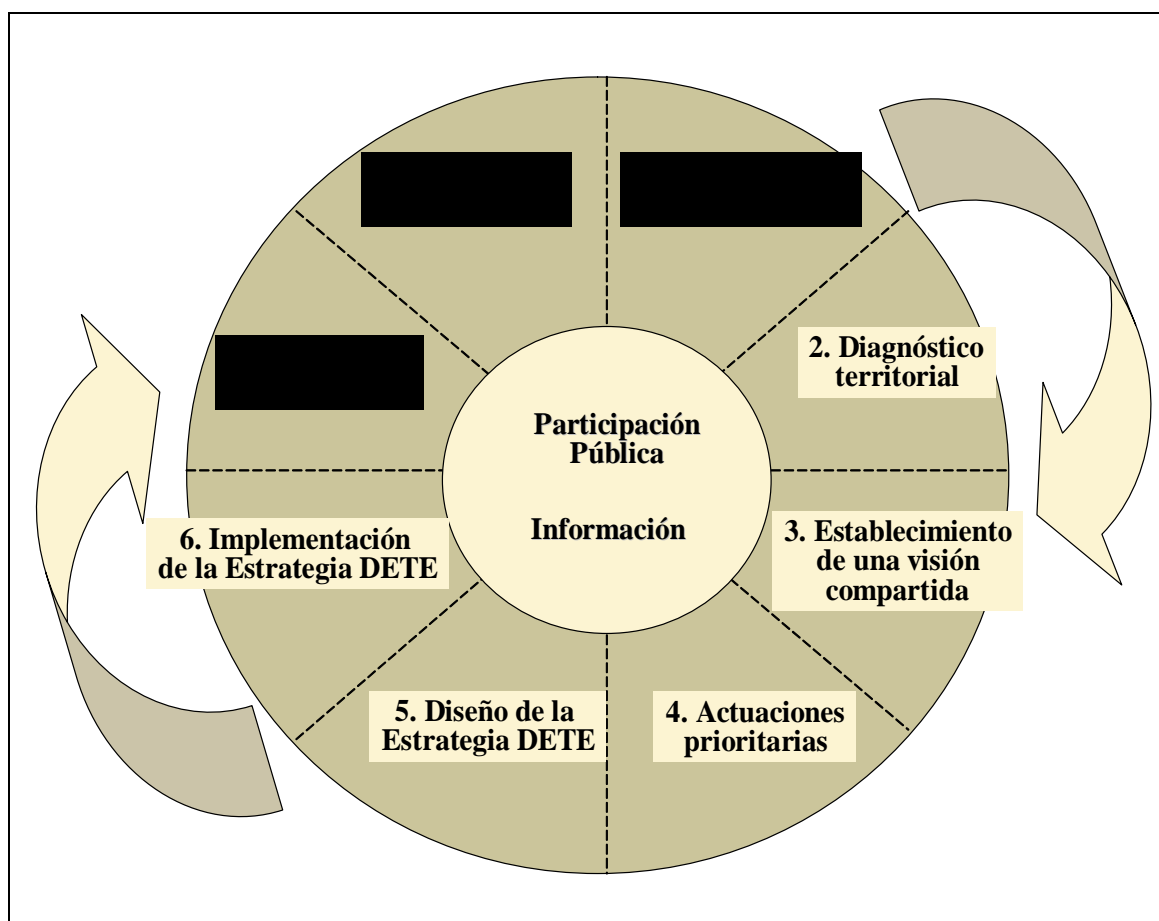 2. Diagnóstico
territorial
3. Establecimiento
de una visión
compartida
4. Actuaciones
prioritarias
5. Diseño de la
Estrategia DETE
6. Implementación
de la Estrategia DETE
Participación
Pública
Información